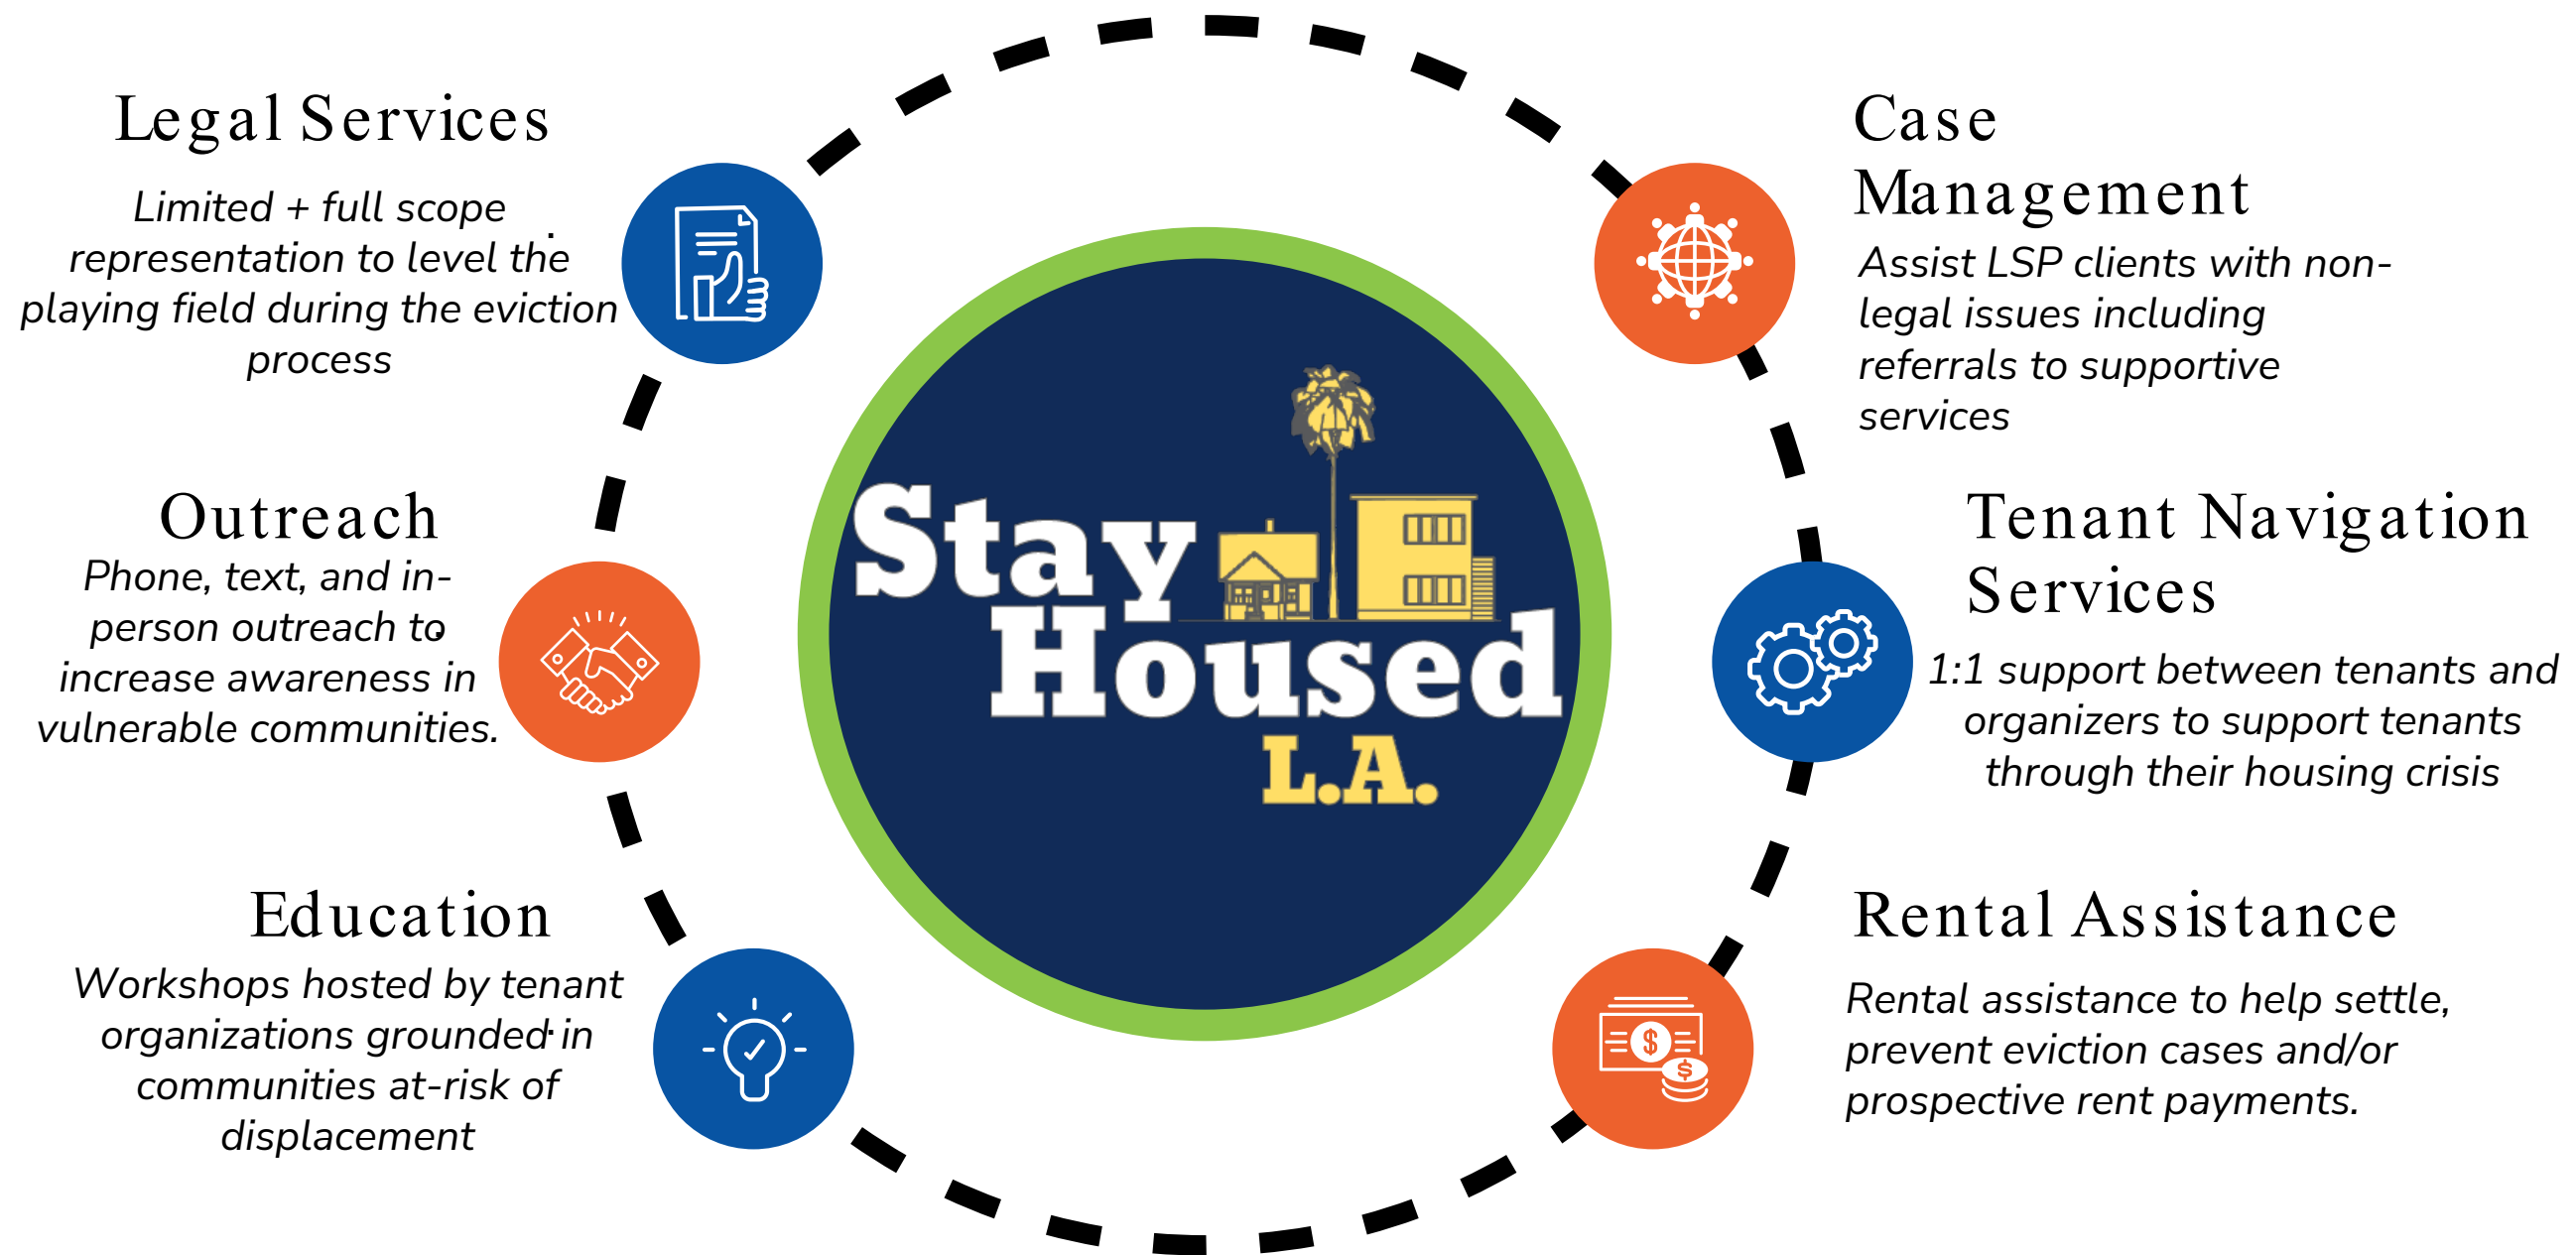 Legal Services
Limited + full scope
representation to level the
playing field during the eviction
process
Outreach
Phone, text, and in-
person outreach to
increase awareness in
vulnerable communities.
Education
Workshops hosted by tenant
organizations grounded in
communities at-risk of
displacement
Stay
Housed
L.A.
Case
Management
Assist LSP clients with non-
legal issues including
referrals to supportive
services
Tenant Navigation
Services
1:1 support between tenants and
organizers to support tenants
through their housing crisis
Rental Assistance
Rental assistance to help settle,
prevent eviction cases and/or
prospective rent payments.
$
$